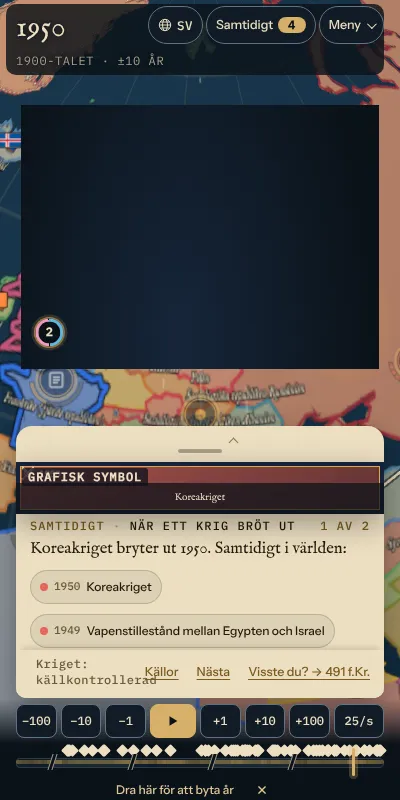 1950
SV
Samtidigt 4
Meny
1900-TALET · ±10 ÅR
2
GRAFISK SYMBOL
Koreakriget
SAMTIDIGT · NÄR ETT KRIG BRÖT UT 1 AV 2
Koreakriget bryter ut 1950. Samtidigt i världen:
1950 Koreakriget
1949 Vapenstillestånd mellan Egypten och Israel
Kriget:
källkontrollerad
Källor
Nästa
Visste du? → 491 f.Kr.
−100
−10
−1
+1
+10
+100
25/s
Dra här för att byta år